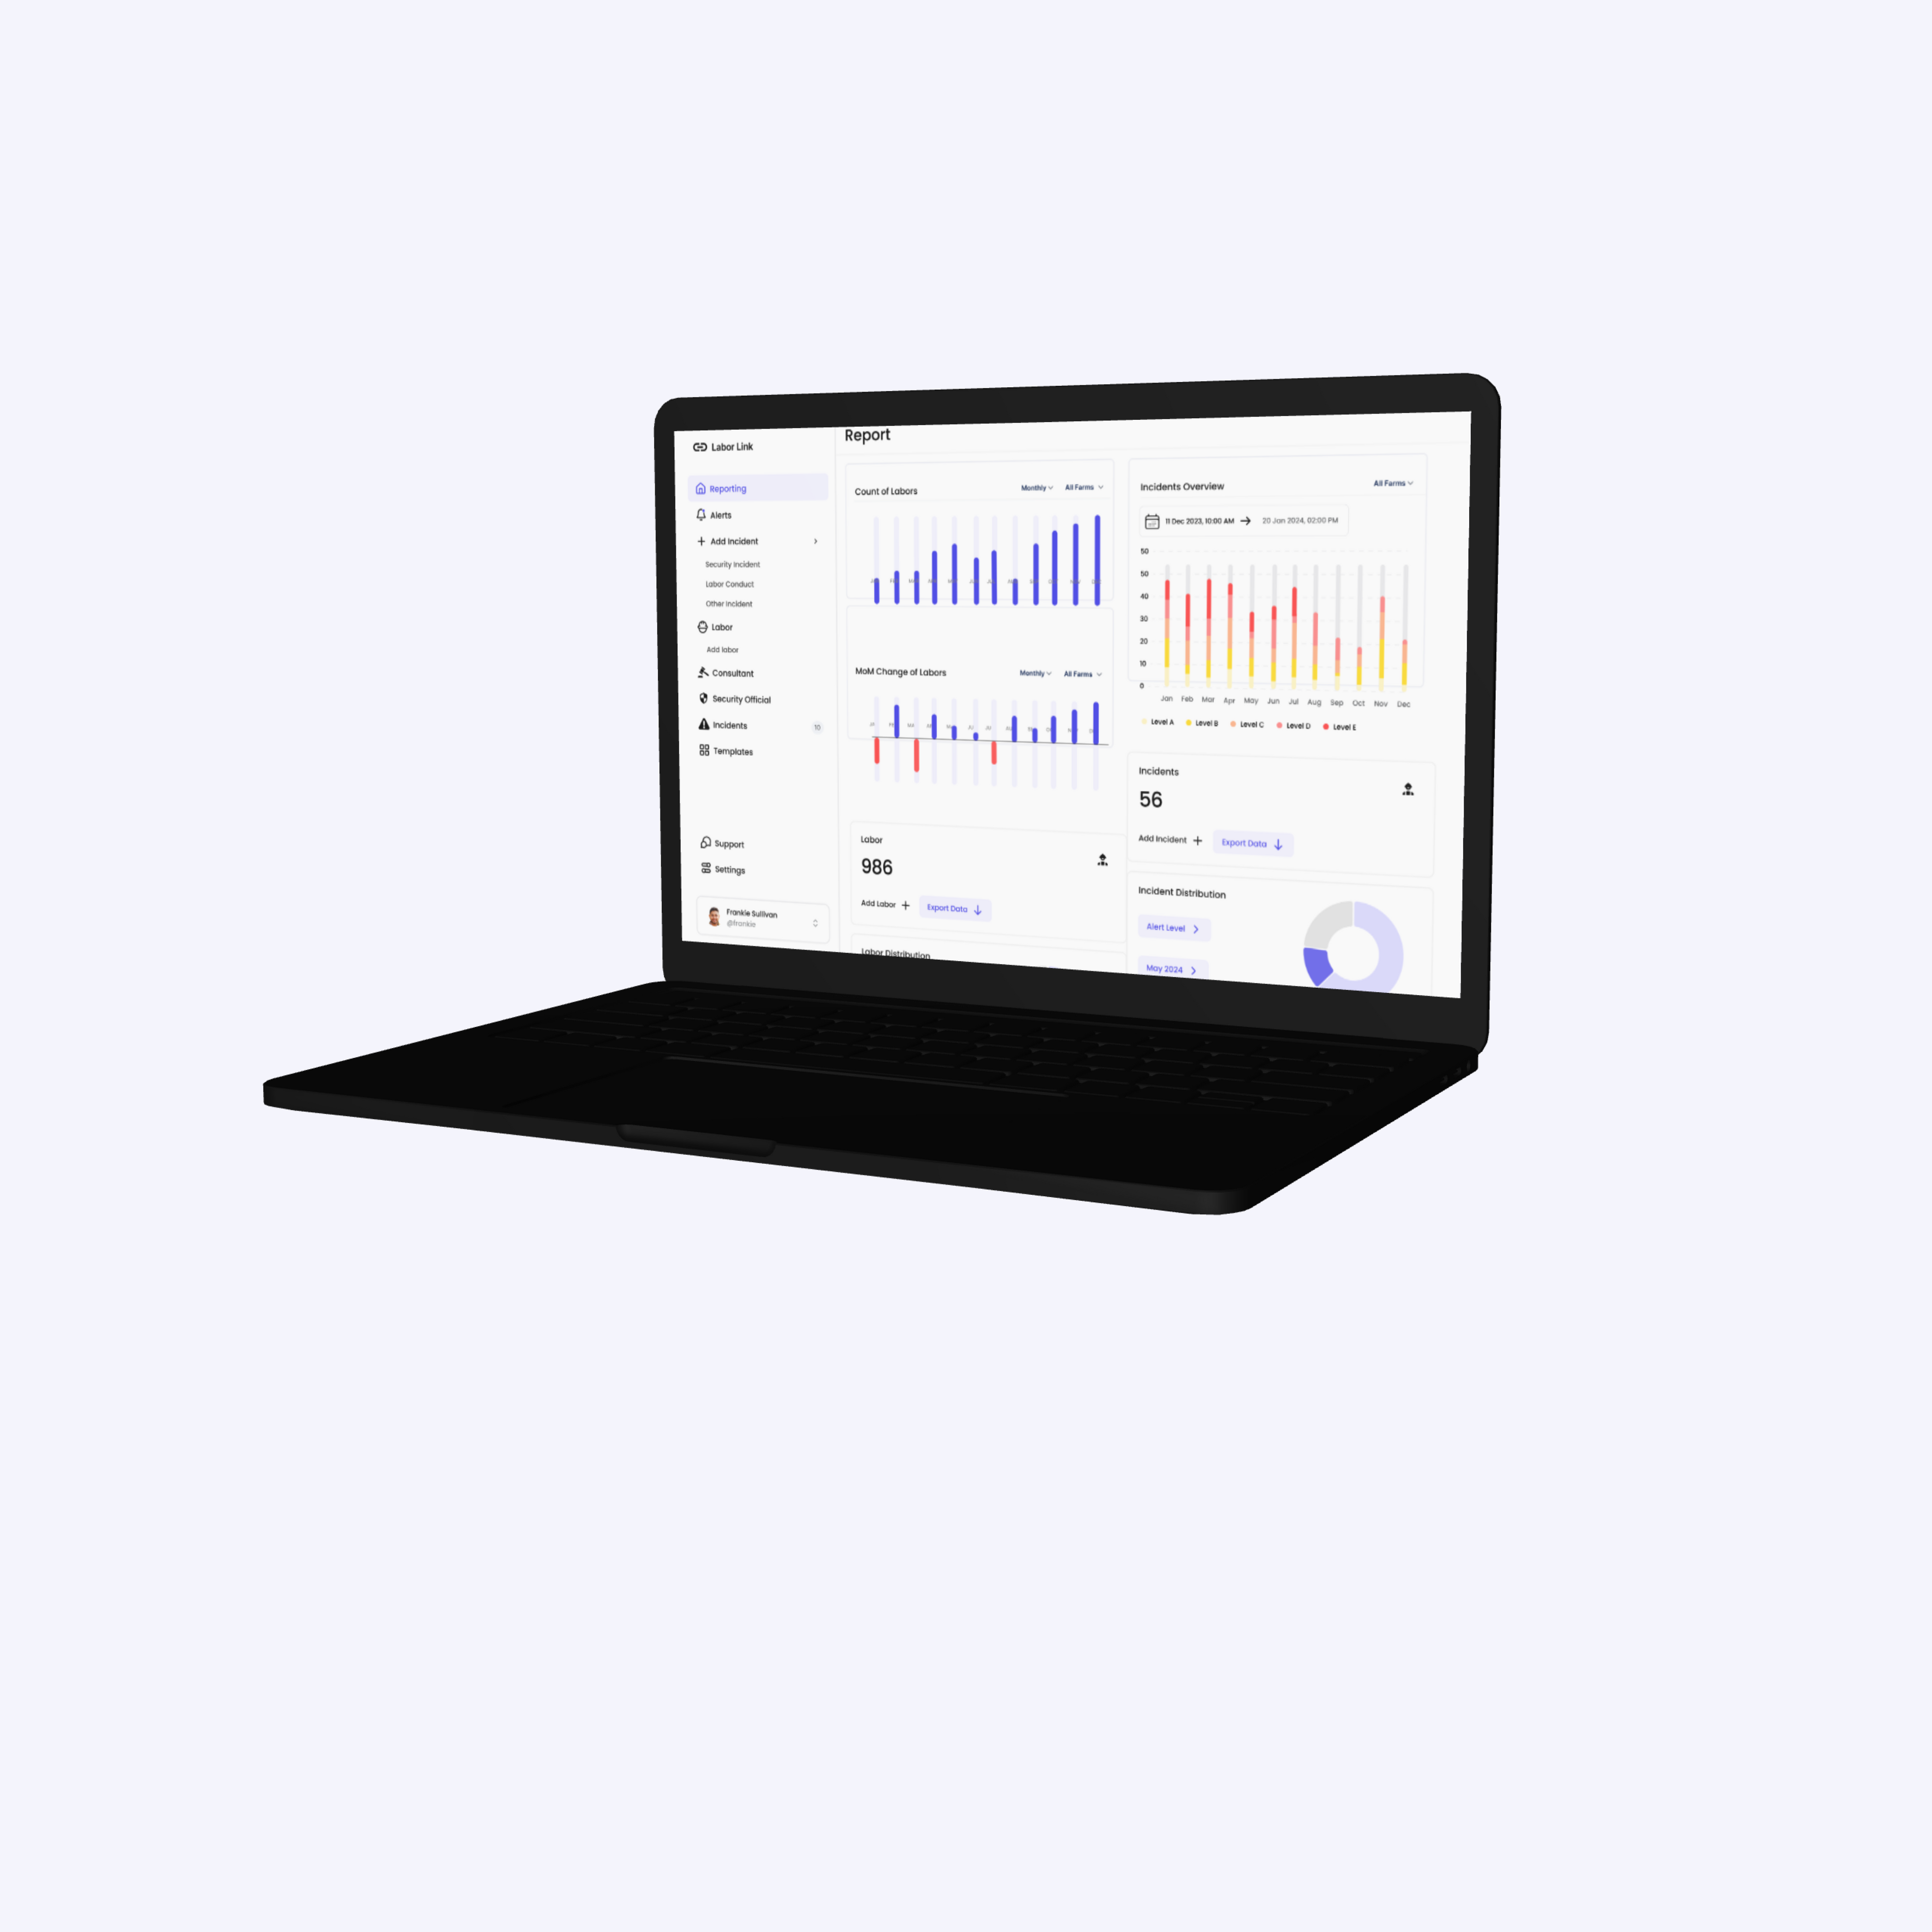 Labor Link
Reporting
Alerts
Add Incident
Security Incident
Labor Conduct
Other Incident
Labor
Add labor
Consultant
Security Official
Incidents
10
Templates
Support
Settings
Frankie Sullivan
@frankie
Report
Count of Labors
Monthly
All Farms
MoM Change of Labors
Monthly
All Farms
Labor
986
Add Labor
Export Data
Labor Distribution
Incidents Overview
All Farms
11 Dec 2023, 10:00 AM
20 Jan 2024, 02:00 PM
50
50
40
30
20
10
0
Jan Feb Mar Apr May Jun Jul Aug Sep Oct Nov Dec
Level A Level B Level C Level D Level E
Incidents
56
Add Incident
Export Data
Incident Distribution
Alert Level
May 2024